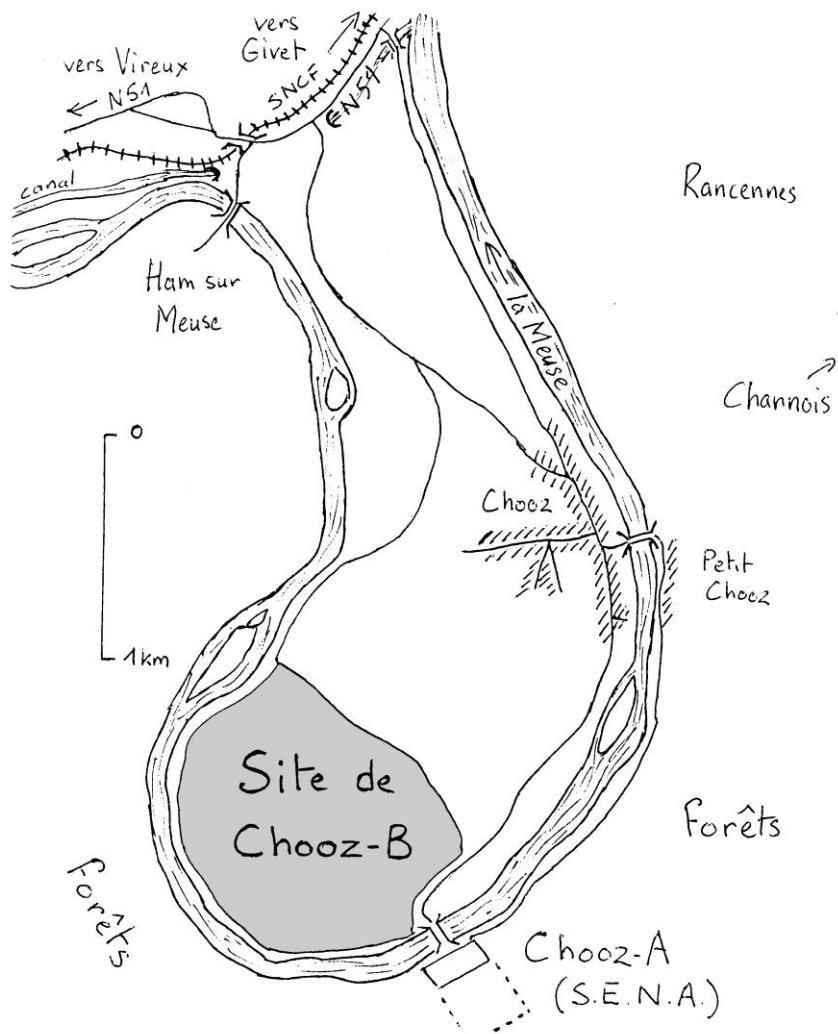 vers
Givet
vers Vireux
N51
SNCF
N51
canal
Rancennes
Ham sur
Meuse
la Meuse
Channois
0
Chooz
Petit
Chooz
1km
Site de
Chooz-B
Forêts
Forêts
Chooz-A
(S.E.N.A.)